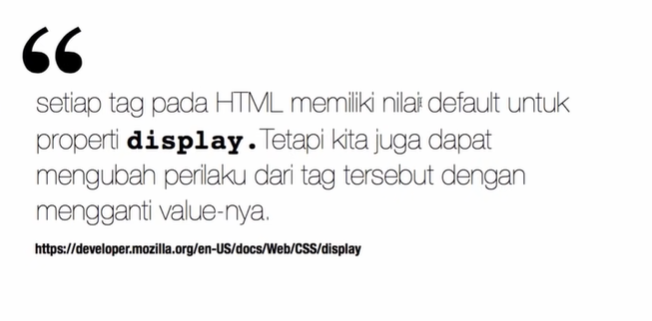 “
setiap tag pada HTML memiliki nilai default untuk
properti display. Tetapi kita juga dapat
mengubah perilaku dari tag tersebut dengan
mengganti value-nya.
https://developer.mozilla.org/en-US/docs/Web/CSS/display